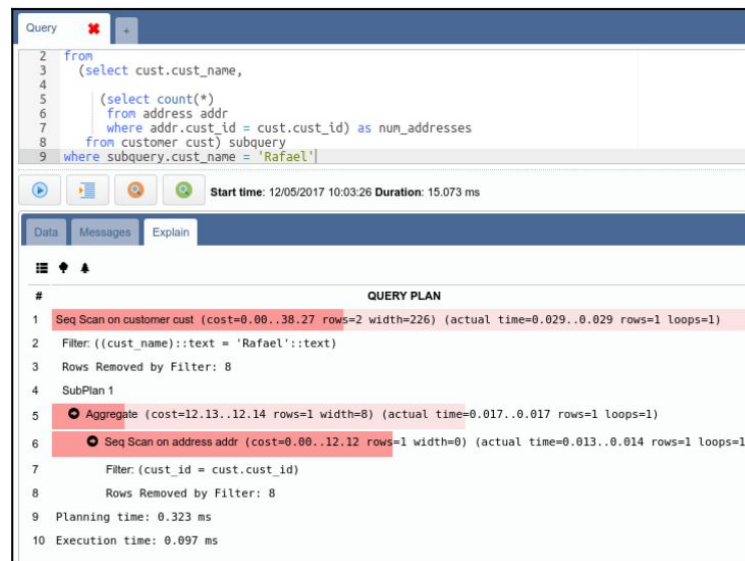 Query
+
2 from
3 (select cust.cust_name,
4
5 (select count(*)
6 from address addr
7 where addr.cust_id = cust.cust_id) as num_addresses
8 from customer cust) subquery
9 where subquery.cust_name = 'Rafael'
Start time: 12/05/2017 10:03:26 Duration: 15.073 ms
Data Messages Explain
# QUERY PLAN
1 Seq Scan on customer cust (cost=0.00..38.27 rows=2 width=226) (actual time=0.029..0.029 rows=1 loops=1)
2 Filter: ((cust_name)::text = 'Rafael'::text)
3 Rows Removed by Filter: 8
4 SubPlan 1
5 Aggregate (cost=12.13..12.14 rows=1 width=8) (actual time=0.017..0.017 rows=1 loops=1)
6 Seq Scan on address addr (cost=0.00..12.12 rows=1 width=0) (actual time=0.013..0.014 rows=1 loops=1
7 Filter: (cust_id = cust.cust_id)
8 Rows Removed by Filter: 8
9 Planning time: 0.323 ms
10 Execution time: 0.097 ms